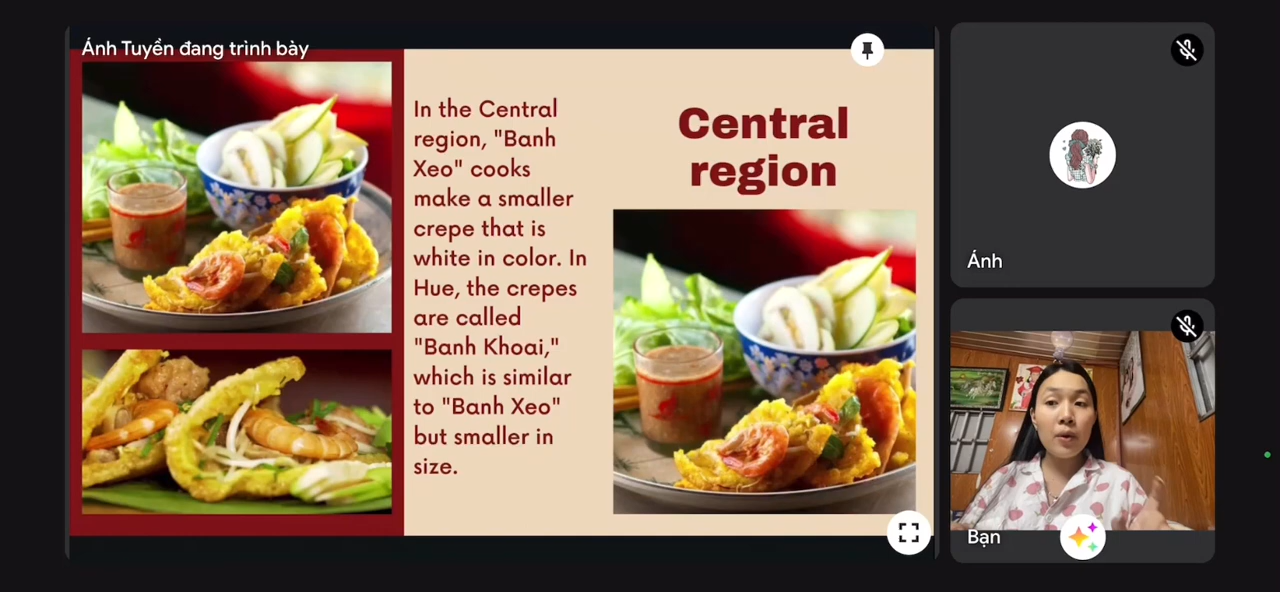 Ánh Tuyền đang trình bày
In the Central
region, "Banh
Xeo" cooks
make a smaller
crepe that is
white in color. In
Hue, the crepes
are called
"Banh Khoai,"
which is similar
to "Banh Xeo"
but smaller in
size.
Central
region
Ánh
Bạn